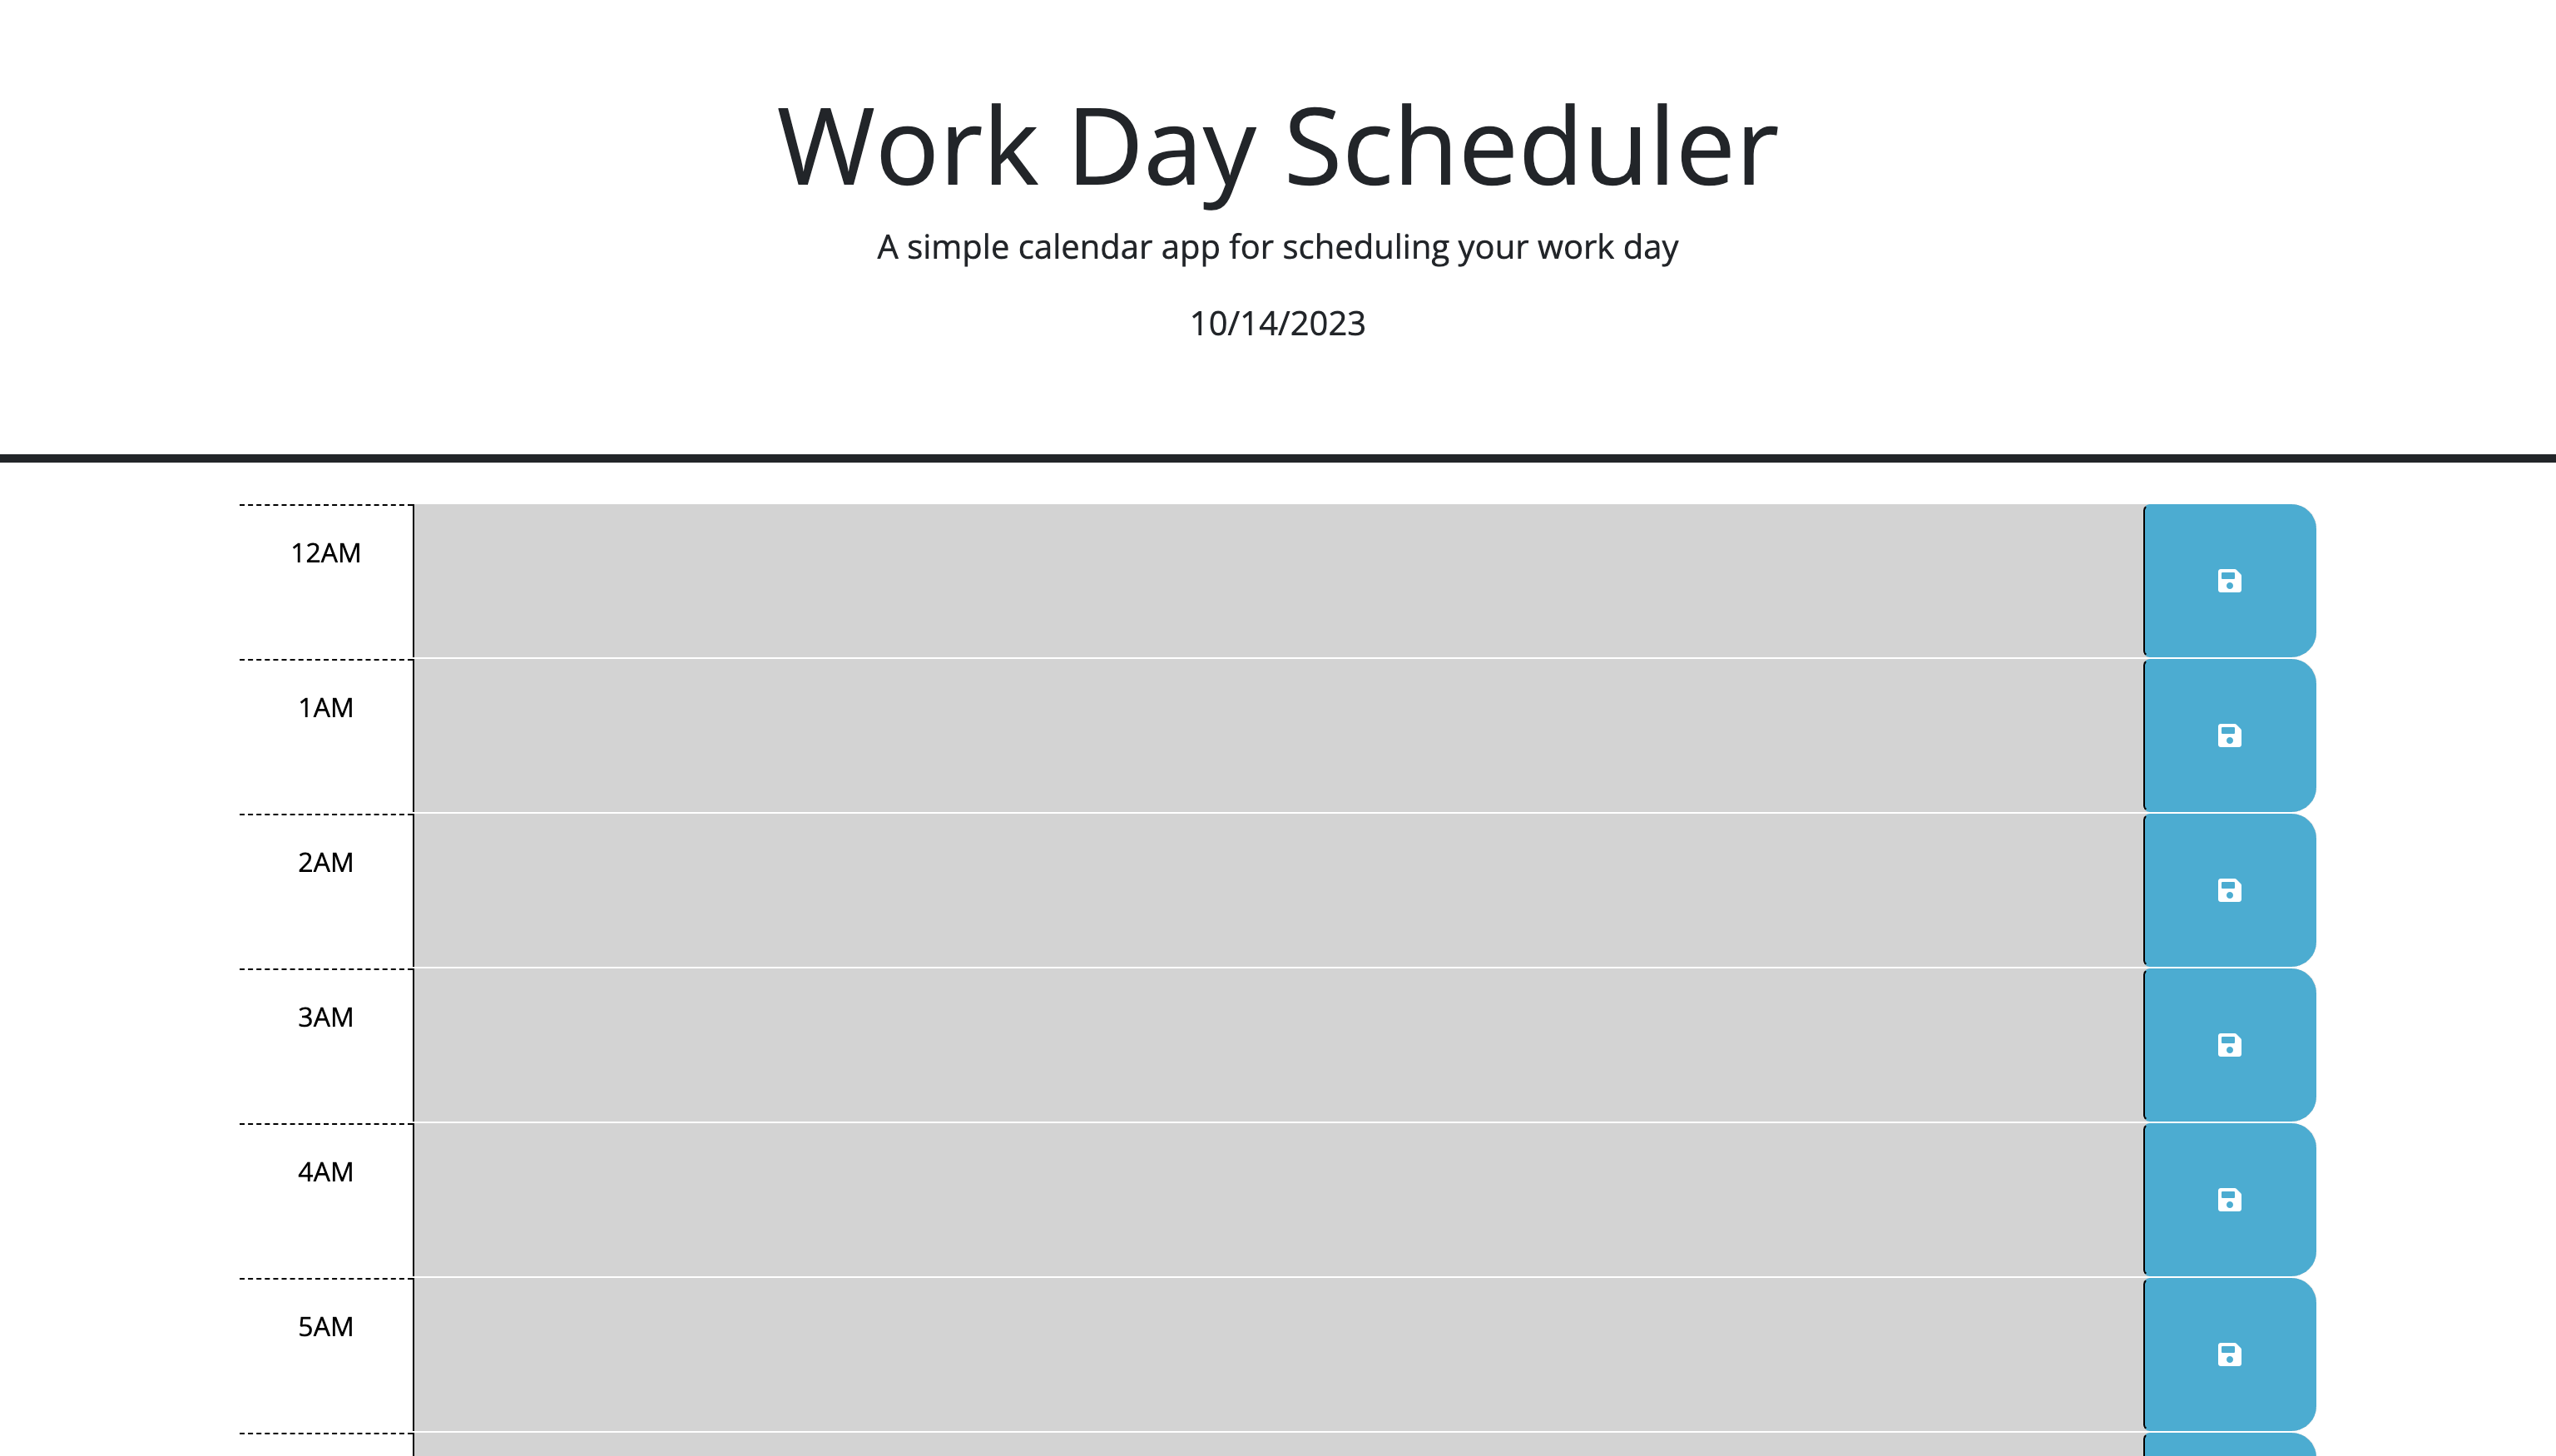 Work Day Scheduler
A simple calendar app for scheduling your work day
10/14/2023
12AM
1AM
2AM
3AM
4AM
5AM